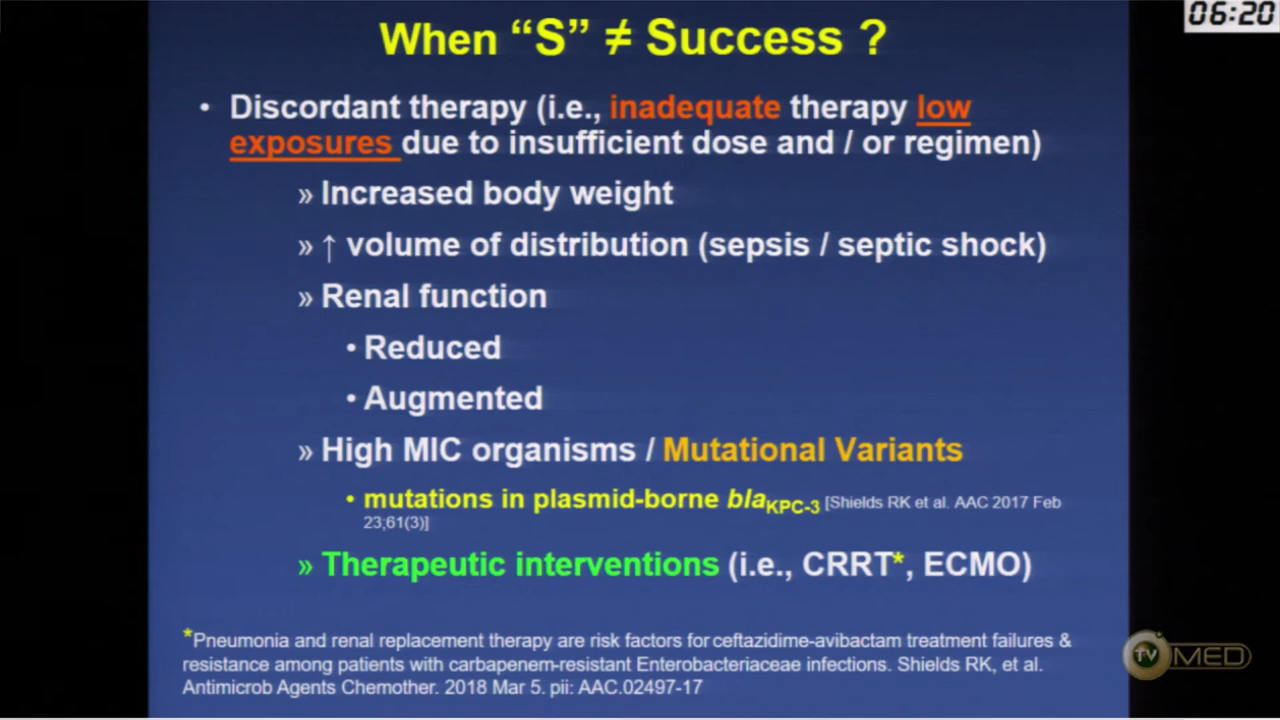 06:20
When “S” ≠ Success ?
• Discordant therapy (i.e., inadequate therapy low
exposures due to insufficient dose and / or regimen)
» Increased body weight
» ↑ volume of distribution (sepsis / septic shock)
» Renal function
• Reduced
• Augmented
» High MIC organisms / Mutational Variants
• mutations in plasmid-borne blaKPC-3 [Shields RK et al. AAC 2017 Feb
23,61(3)]
» Therapeutic interventions (i.e., CRRT*, ECMO)
*Pneumonia and renal replacement therapy are risk factors for ceftazidime-avibactam treatment failures &
resistance among patients with carbapenem-resistant Enterobacteriaceae infections. Shields RK, et al.
Antimicrob Agents Chemother. 2018 Mar 5. pii: AAC.02497-17
TV MED